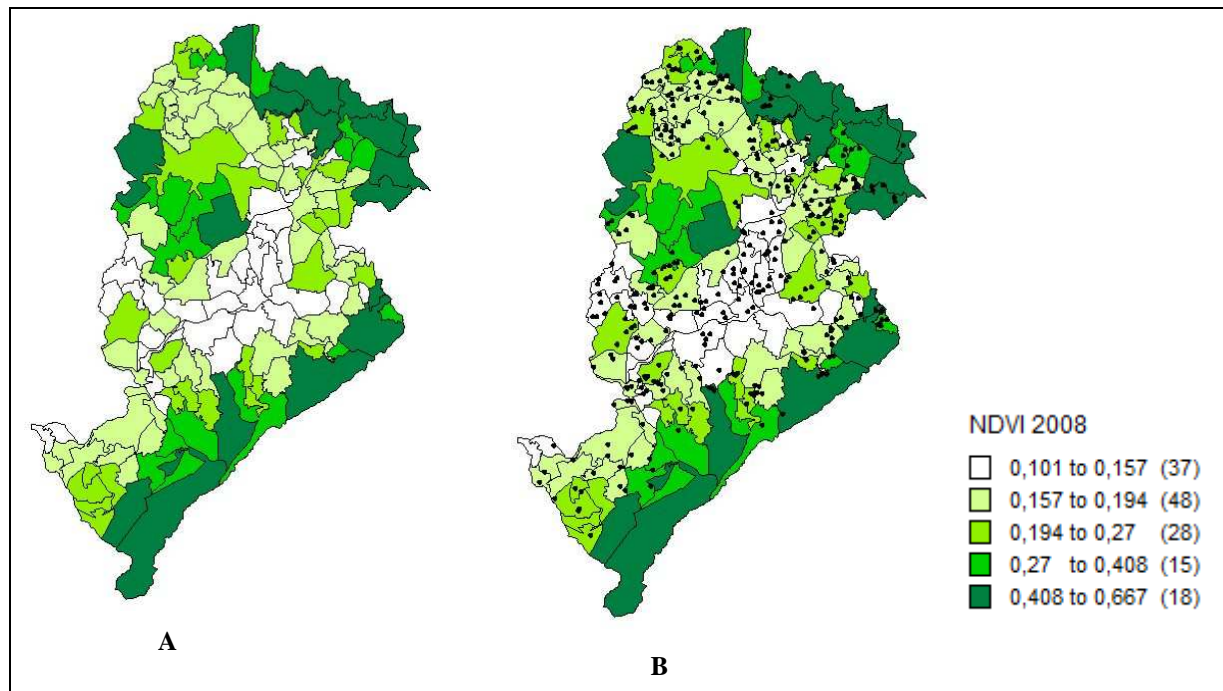 NDVI 2008
0,101 to 0,157 (37)
0,157 to 0,194 (48)
0,194 to 0,27 (28)
0,27 to 0,408 (15)
0,408 to 0,667 (18)
A
B